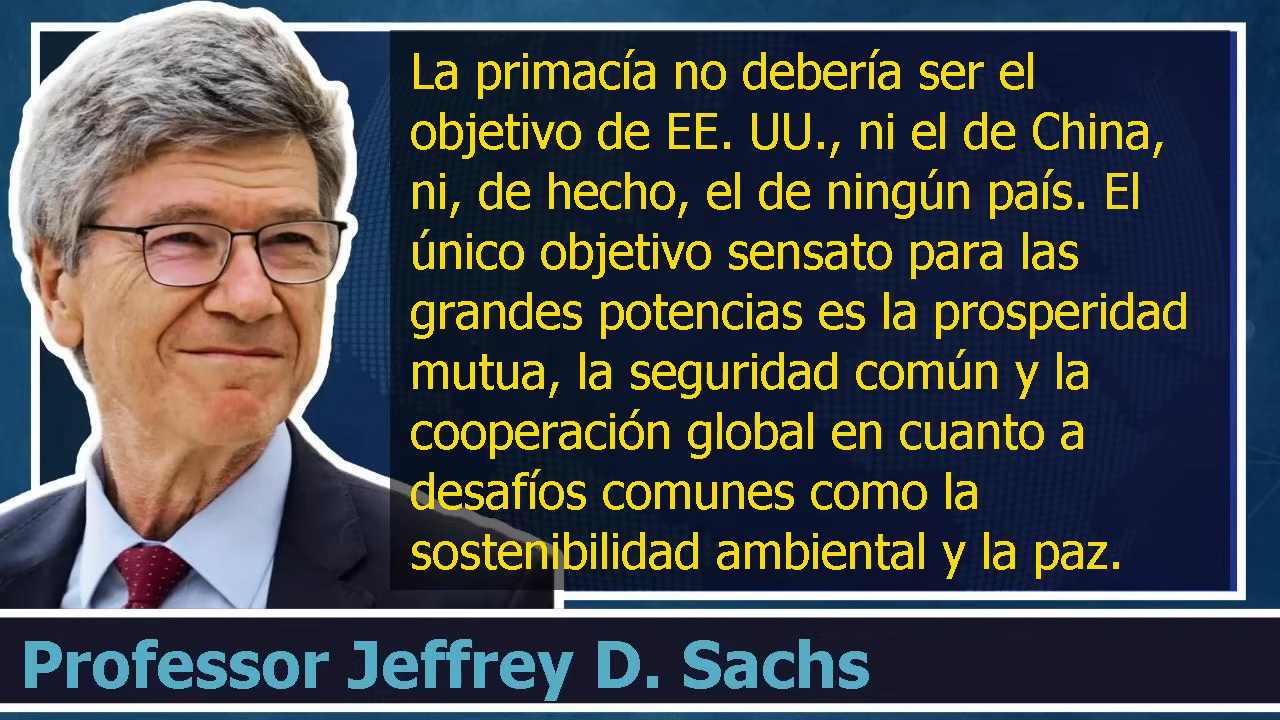 La primacía no debería ser el
objetivo de EE. UU., ni el de China,
ni, de hecho, el de ningún país. El
único objetivo sensato para las
grandes potencias es la prosperidad
mutua, la seguridad común y la
cooperación global en cuanto a
desafíos comunes como la
sostenibilidad ambiental y la paz.
Professor Jeffrey D. Sachs